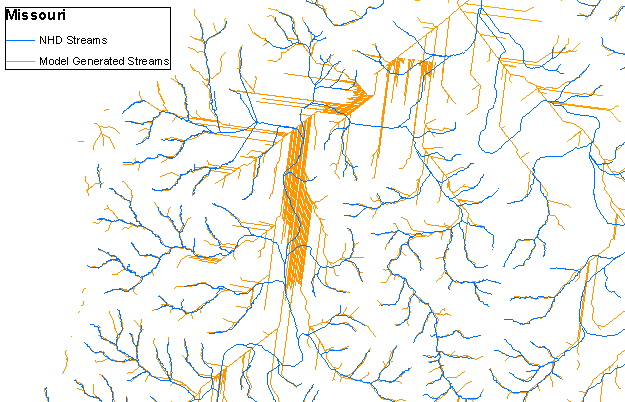 Missouri
NHD Streams
Model Generated Streams